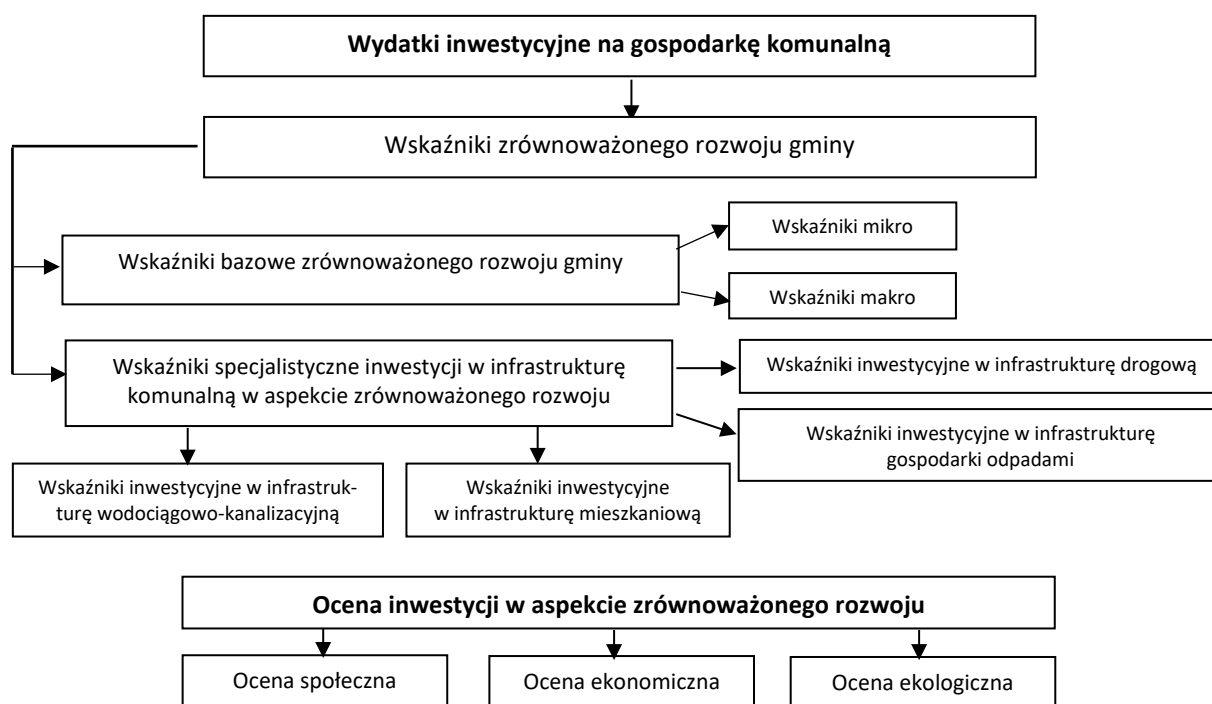 Wydatki inwestycyjne na gospodarkę komunalną
Wskaźniki zrównoważonego rozwoju gminy
Wskaźniki mikro
Wskaźniki bazowe zrównoważonego rozwoju gminy
Wskaźniki makro
Wskaźniki specjalistyczne inwestycji w infrastrukturę
komunalną w aspekcie zrównoważonego rozwoju
Wskaźniki inwestycyjne w infrastrukturę drogową
Wskaźniki inwestycyjne w infrastrukturę
gospodarki odpadami
Wskaźniki inwestycyjne w infrastruk-
turę wodociągowo-kanalizacyjną
Wskaźniki inwestycyjne
w infrastrukturę mieszkaniową
Ocena inwestycji w aspekcie zrównoważonego rozwoju
Ocena społeczna
Ocena ekonomiczna
Ocena ekologiczna